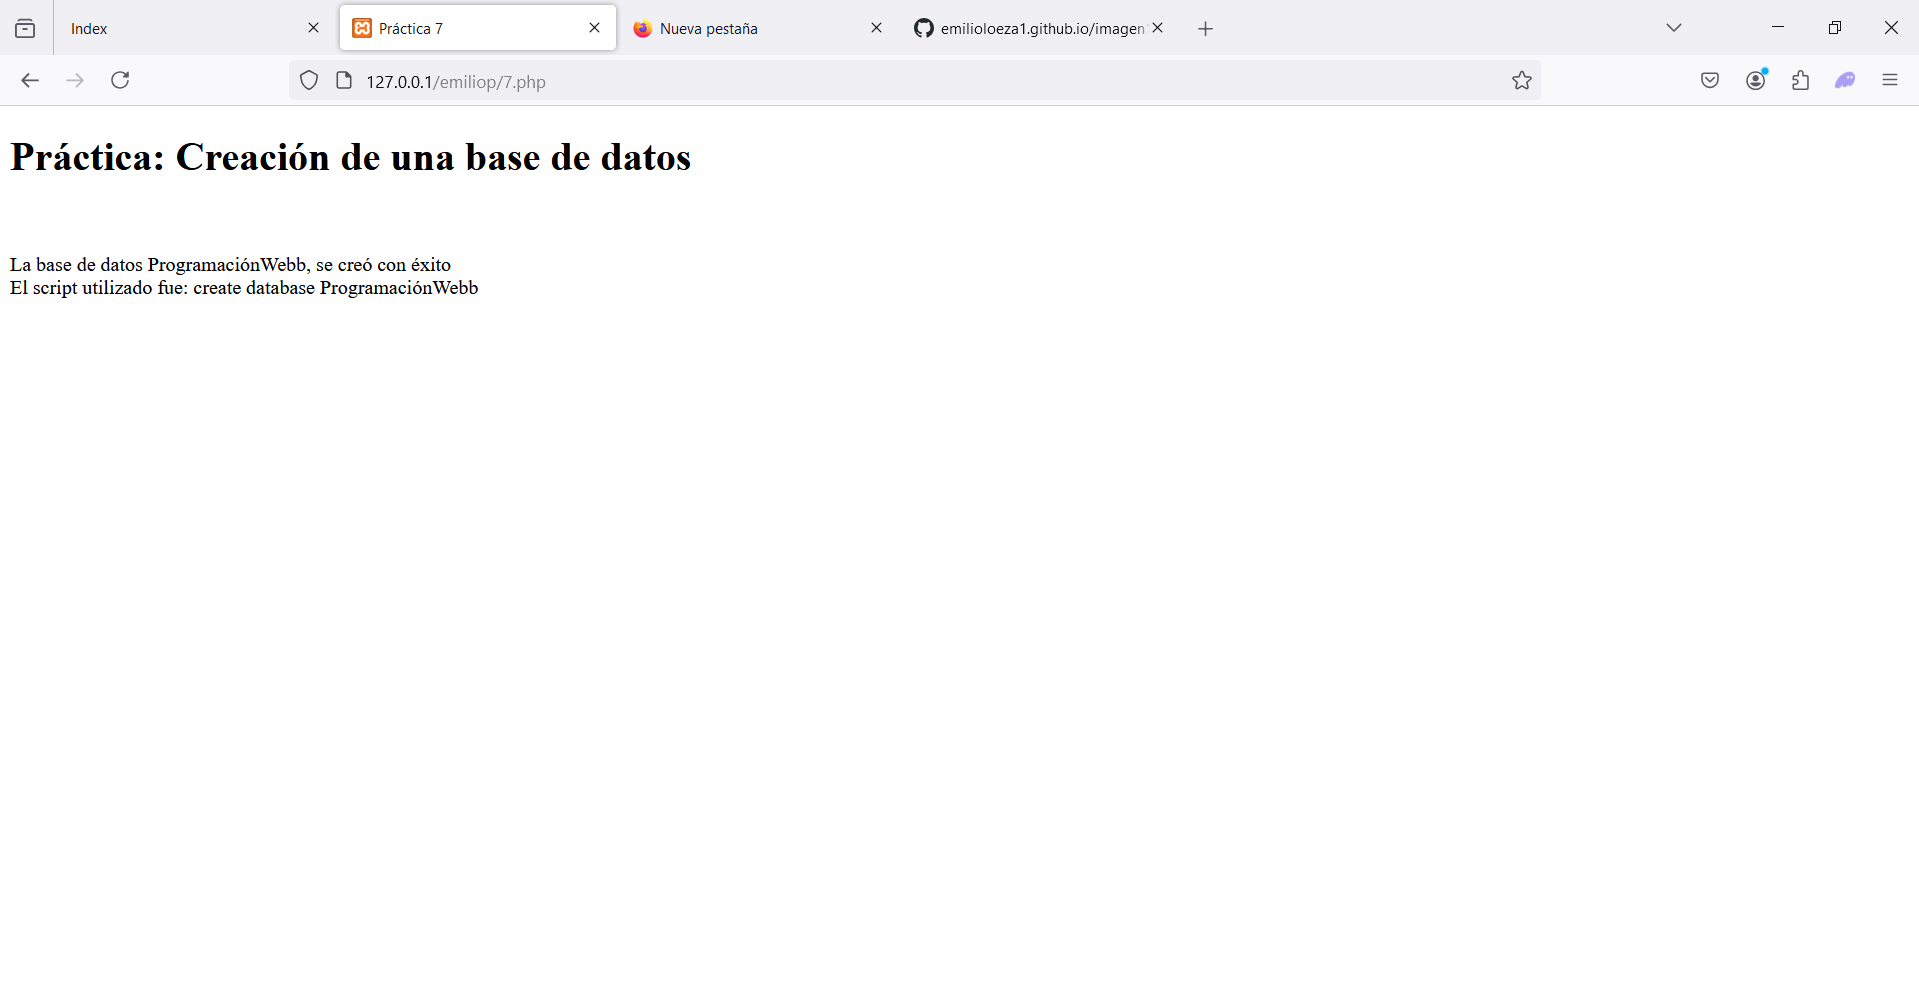 Index
Práctica 7
Nueva pestaña
emilioloeza1.github.io/imagen
127.0.0.1/emiliop/7.php
Práctica: Creación de una base de datos
La base de datos ProgramaciónWebb, se creó con éxito
El script utilizado fue: create database ProgramaciónWebb